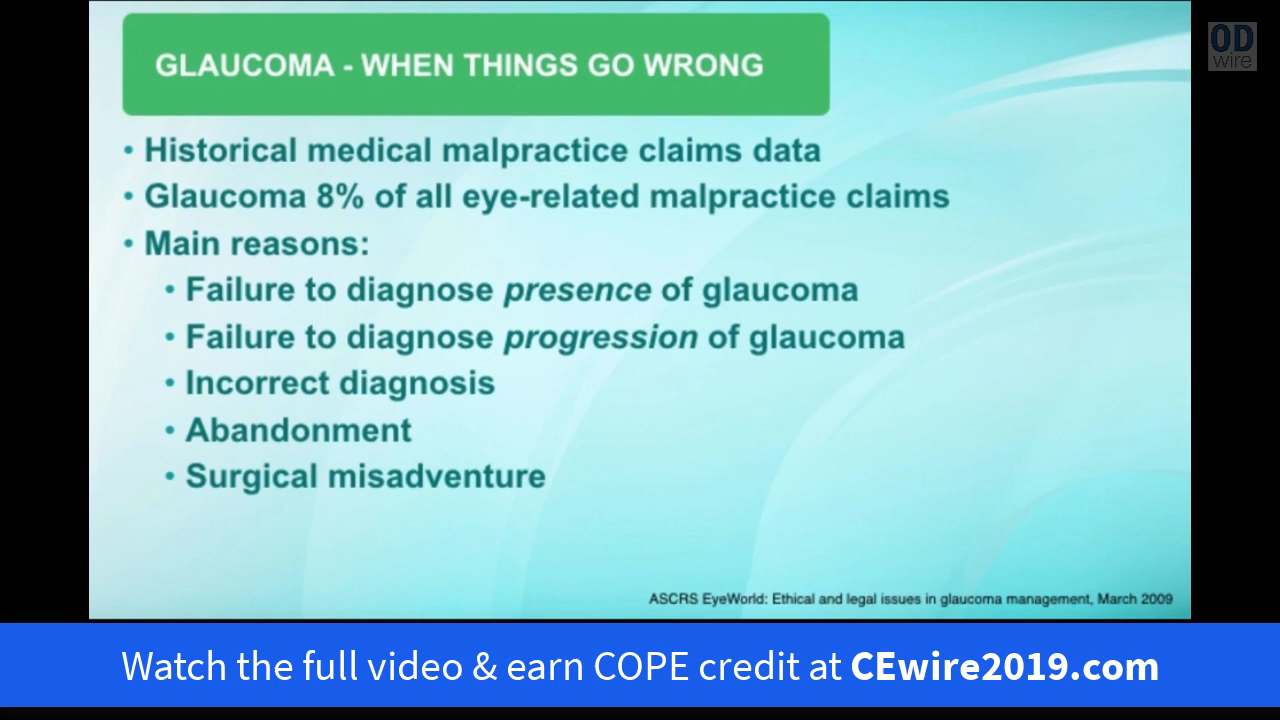 GLAUCOMA - WHEN THINGS GO WRONG
OD
wire
• Historical medical malpractice claims data
• Glaucoma 8% of all eye-related malpractice claims
• Main reasons:
• Failure to diagnose presence of glaucoma
• Failure to diagnose progression of glaucoma
• Incorrect diagnosis
• Abandonment
• Surgical misadventure
ASCRS EyeWorld: Ethical and legal issues in glaucoma management, March 2009
Watch the full video & earn COPE credit at CEwire2019.com